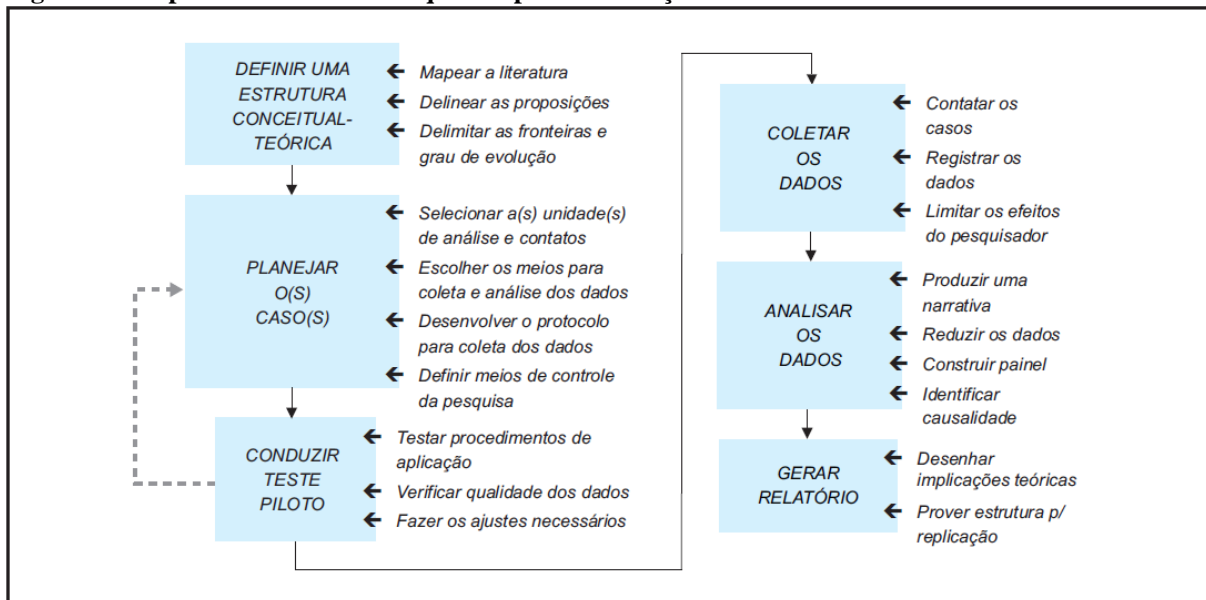 DEFINIR UMA
ESTRUTURA
CONCEITUAL-
TEÓRICA
Mapear a literatura
Delinear as proposições
Delimitar as fronteiras e
grau de evolução
PLANEJAR
O(S)
CASO(S)
Selecionar a(s) unidade(s)
de análise e contatos
Escolher os meios para
coleta e análise dos dados
Desenvolver o protocolo
para coleta dos dados
Definir meios de controle
da pesquisa
CONDUZIR
TESTE
PILOTO
Testar procedimentos de
aplicação
Verificar qualidade dos dados
Fazer os ajustes necessários
COLETAR
OS
DADOS
Contatar os
casos
Registrar os
dados
Limitar os efeitos
do pesquisador
ANALISAR
OS
DADOS
Produzir uma
narrativa
Reduzir os dados
Construir painel
Identificar
causalidade
GERAR
RELATÓRIO
Desenhar
implicações teóricas
Prover estrutura p/
replicação